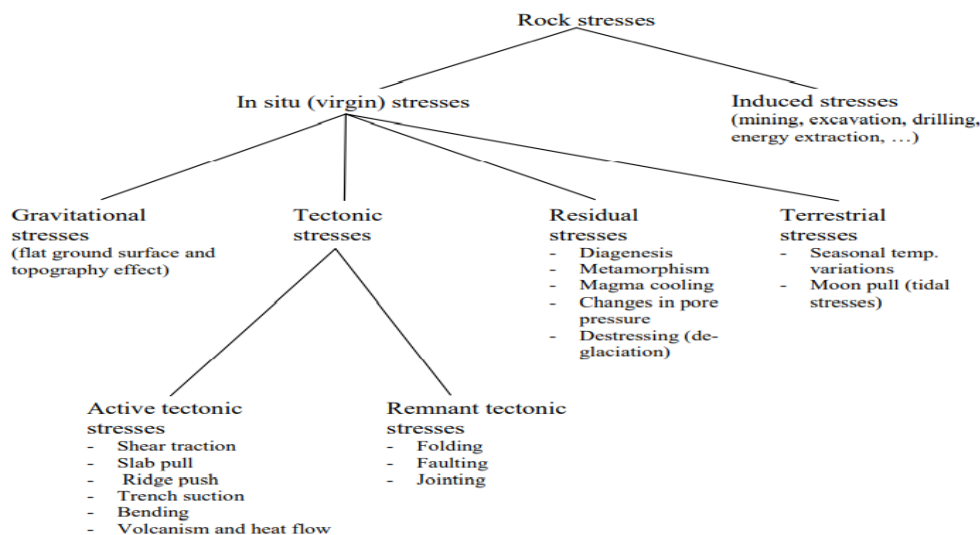 Rock stresses
In situ (virgin) stresses
Induced stresses
(mining, excavation, drilling,
energy extraction, …)
Gravitational
stresses
(flat ground surface and
topography effect)
Tectonic
stresses
Residual
stresses
- Diagenesis
- Metamorphism
- Magma cooling
- Changes in pore
pressure
- Destressing (de-
glaciation)
Terrestrial
stresses
- Seasonal temp.
variations
- Moon pull (tidal
stresses)
Active tectonic
stresses
- Shear traction
- Slab pull
- Ridge push
- Trench suction
- Bending
- Volcanism and heat flow
Remnant tectonic
stresses
- Folding
- Faulting
- Jointing